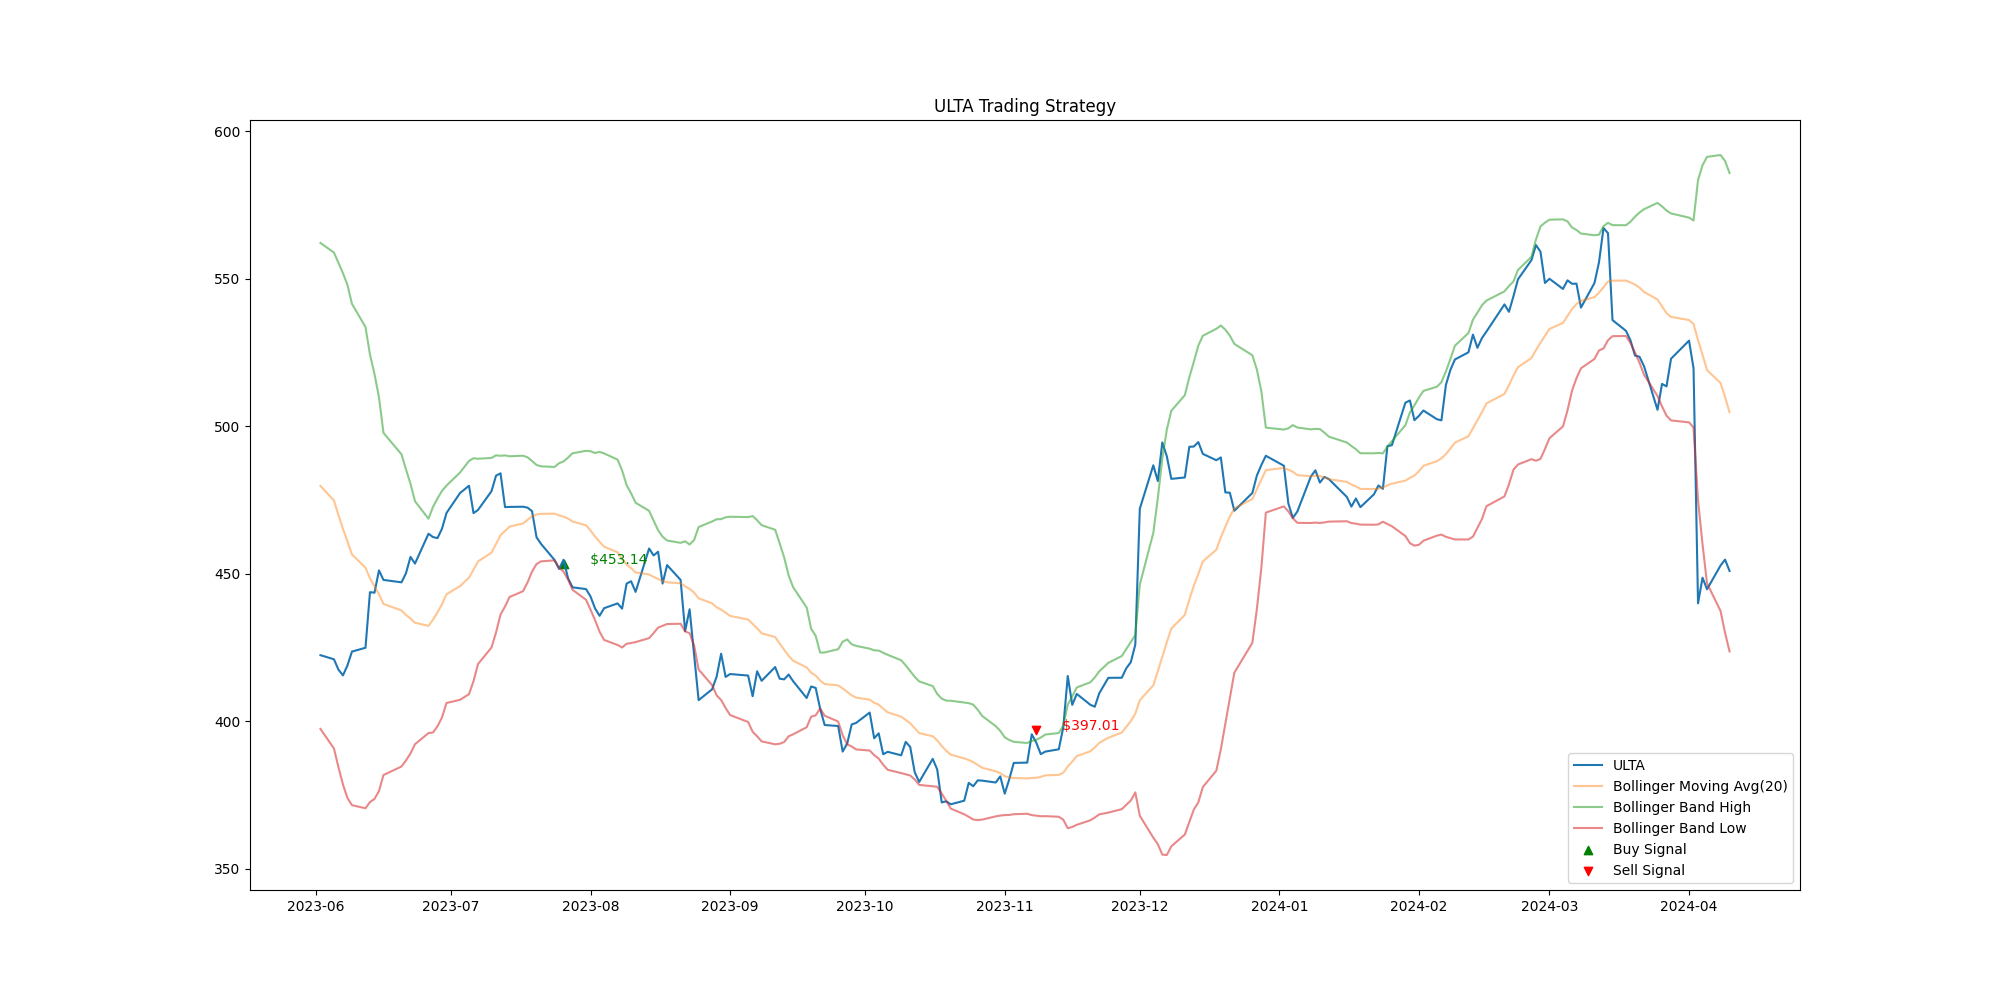 ULTA Trading Strategy
600
550
500
450
400
350
$453.14
$397.01
ULTA
Bollinger Moving Avg(20)
Bollinger Band High
Bollinger Band Low
Buy Signal
Sell Signal
2023-06 2023-07 2023-08 2023-09 2023-10 2023-11 2023-12 2024-01 2024-02 2024-03 2024-04